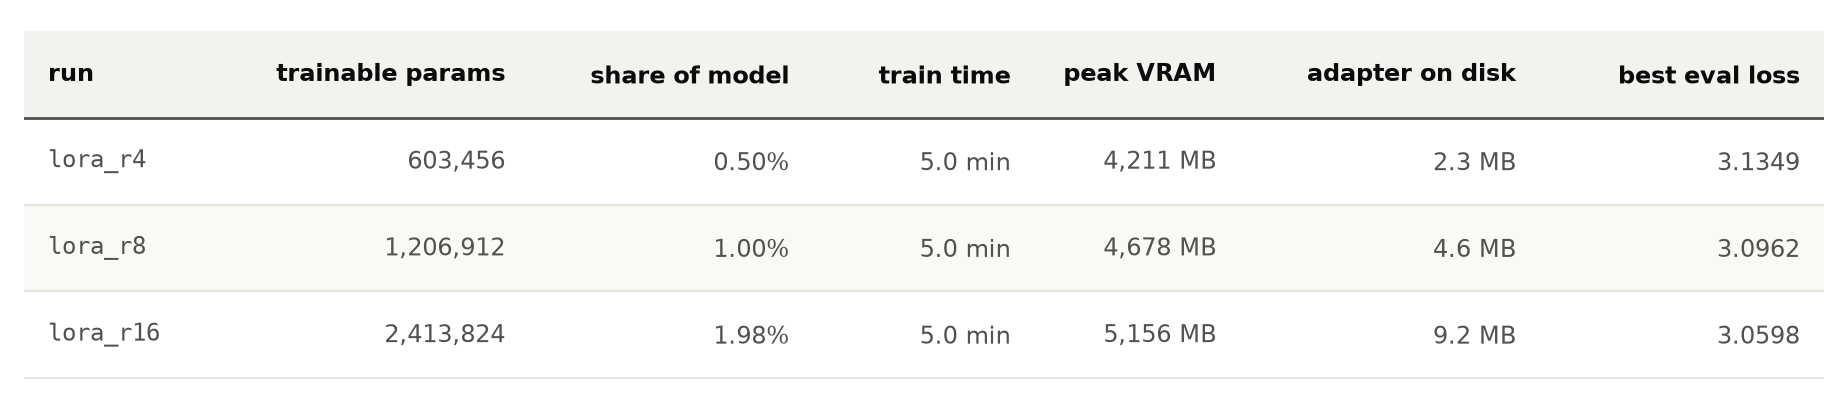 run trainable params share of model train time peak VRAM adapter on disk best eval loss
lora_r4 603,456 0.50% 5.0 min 4,211 MB 2.3 MB 3.1349
lora_r8 1,206,912 1.00% 5.0 min 4,678 MB 4.6 MB 3.0962
lora_r16 2,413,824 1.98% 5.0 min 5,156 MB 9.2 MB 3.0598